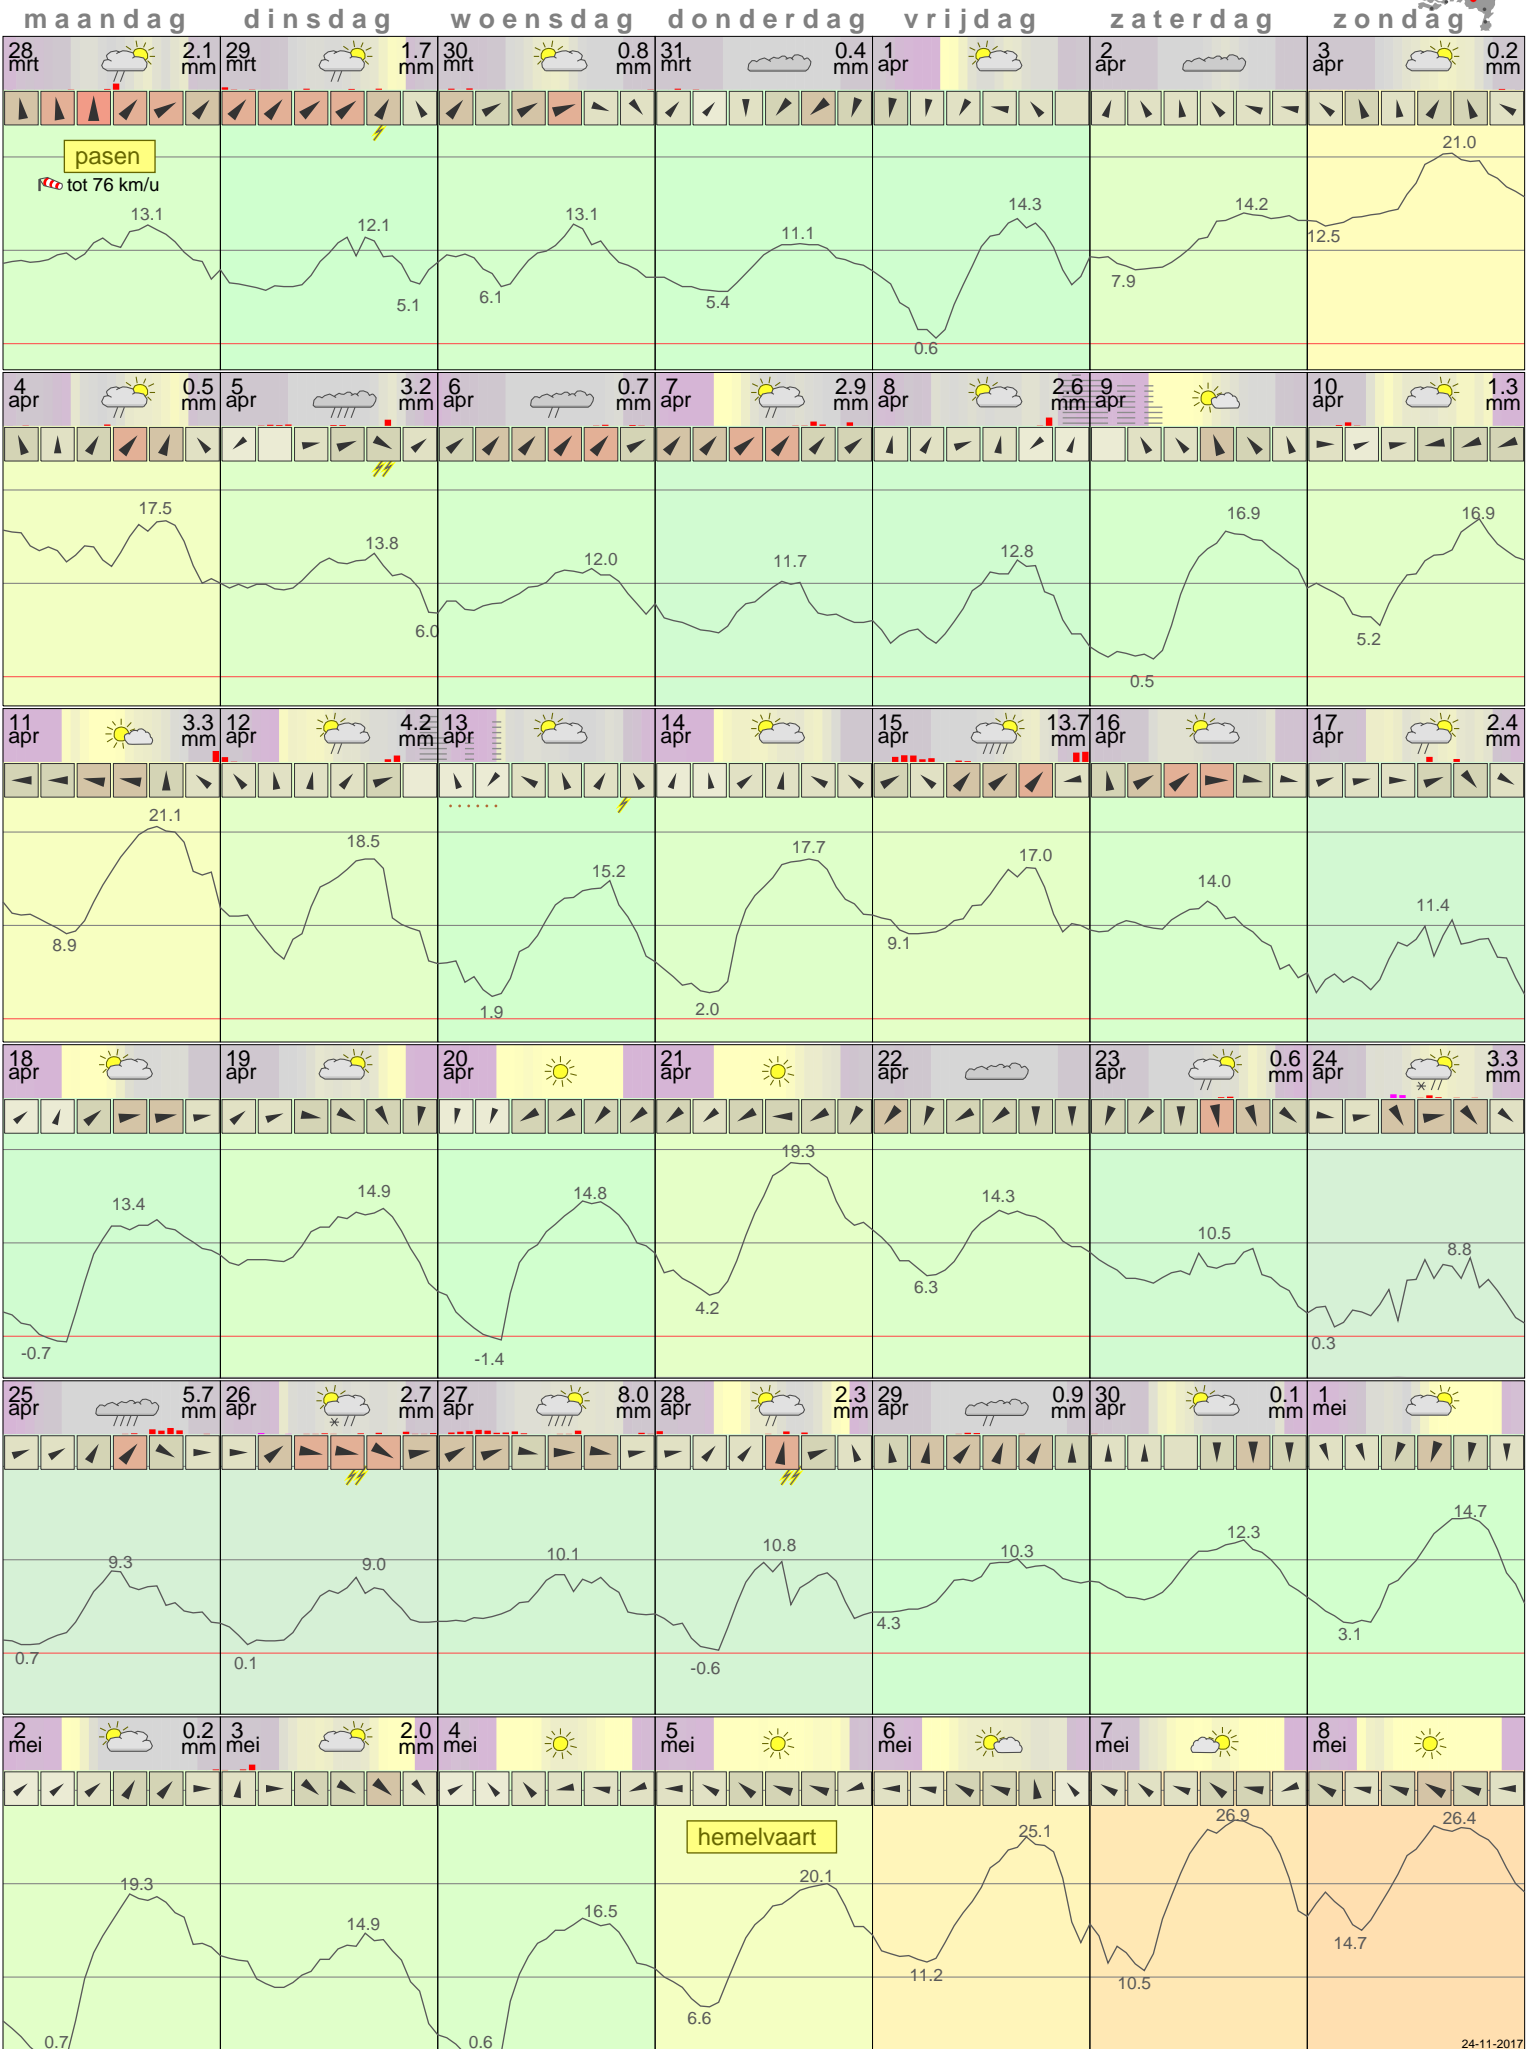 maandag dinsdag woensdag donderdag vrijdag zaterdag zondag
28 2.1 29 1.7 30 0.8 31 0.4 1 2 3 0.2
mrt mm mrt mm mrt mm mrt mm apr apr apr mm
pasen
tot 76 km/u
21.0
13.1 12.1 13.1 11.1 14.3 14.2
12.5
5.1 6.1 5.4 0.6 7.9
4 0.5 5 3.2 6 0.7 7 2.9 8 2.6 9 10 1.3
apr mm apr mm apr mm apr mm apr mm apr apr mm
17.5 13.8 12.0 11.7 12.8 16.9 16.9
6.0 0.5 5.2
11 3.3 12 4.2 13 14 15 13.7 16 17 2.4
apr mm apr mm apr apr apr mm apr apr mm
21.1 18.5 15.2 17.7 17.0 14.0 11.4
8.9 1.9 2.0 9.1
18 19 20 21 22 23 0.6 24 3.3
apr apr apr apr apr apr mm apr mm
13.4 14.9 14.8 19.3 14.3 10.5 8.8
-0.7 -1.4 4.2 6.3 0.3
25 5.7 26 2.7 27 8.0 28 2.3 29 0.9 30 0.1 1
apr mm apr mm apr mm apr mm apr mm apr mm mei
9.3 9.0 10.1 10.8 10.3 12.3 14.7
0.7 0.1 -0.6 4.3 3.1
2 0.2 3 2.0 4 5 6 7 8
mei mm mei mm mei mei mei mei mei
hemelvaart
19.3 14.9 16.5 20.1 25.1 26.9 26.4
0.7 0.6 6.6 11.2 10.5 14.7
24-11-2017